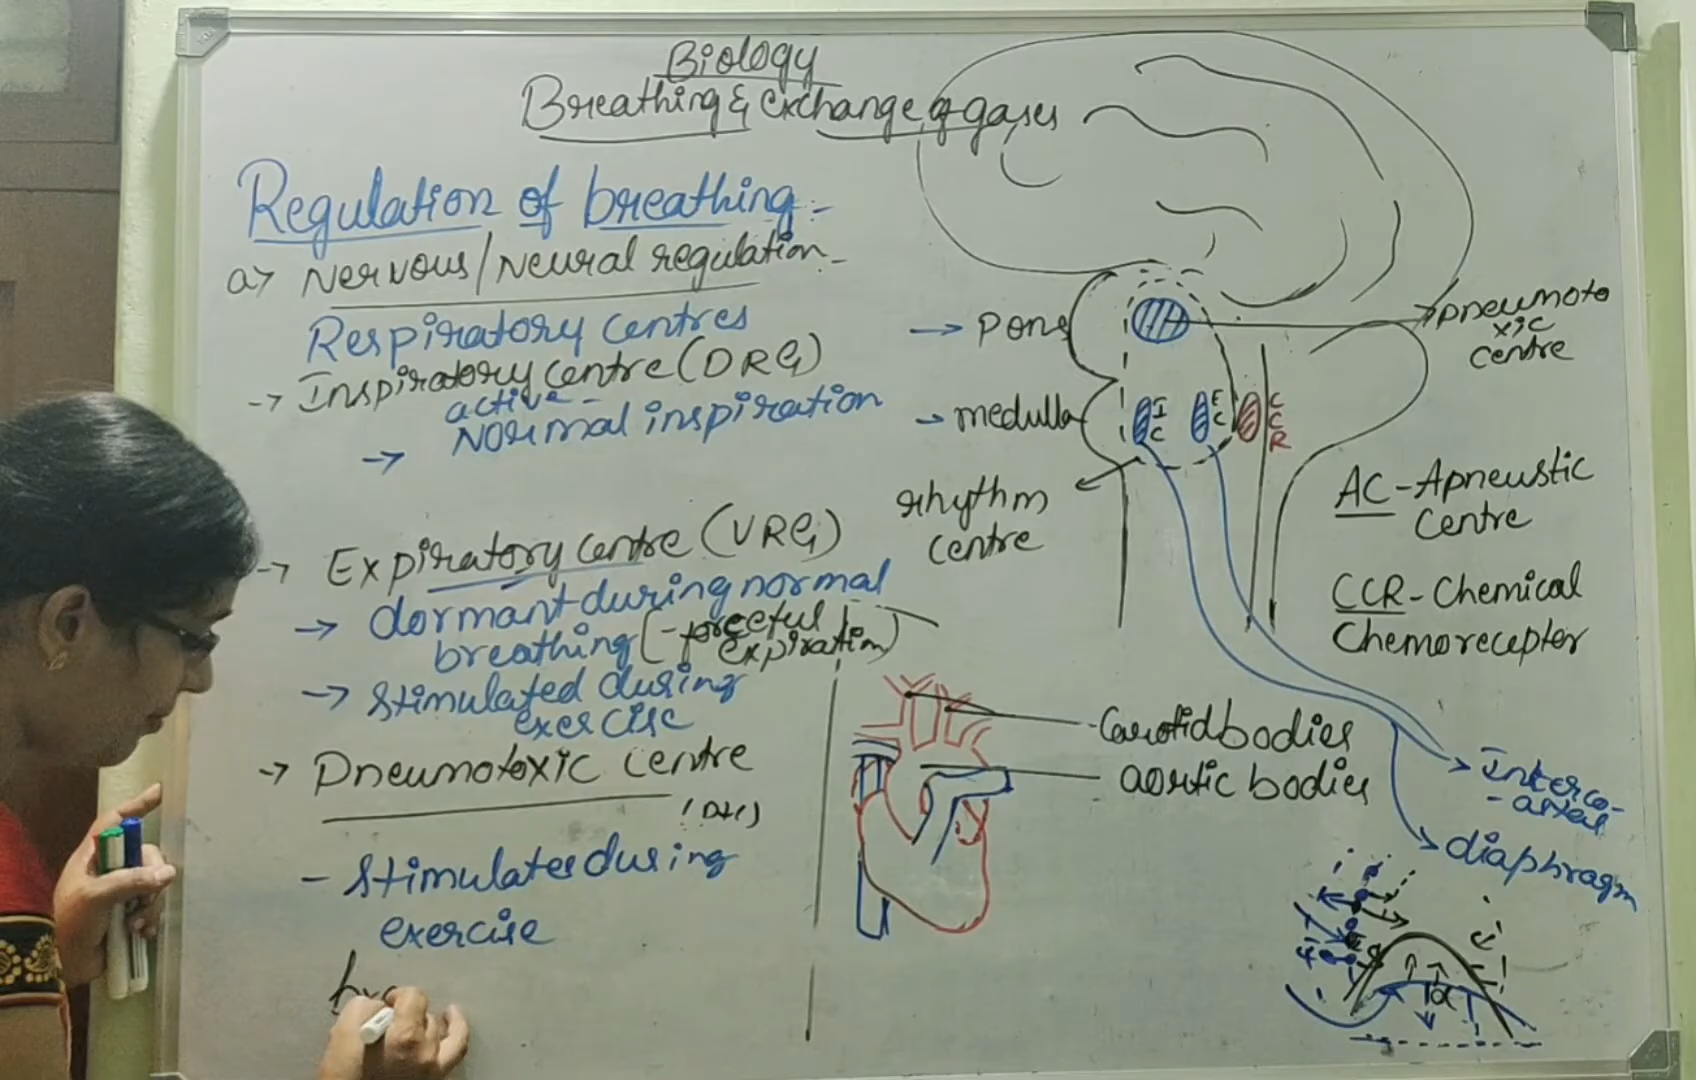 Biology
Breathing & exchange of gases
Regulation of breathing :-
a> Nervous/Neural regulation :-
Respiratory centres
-> Inspiratory centre (DRG)
active -
-> Normal inspiration
-> Expiratory centre (VRG)
-> dormant during normal
breathing (- forceful
expiration)
-> Stimulated during
exercise
-> Pneumotoxic centre
- Stimulates during
exercise
-> Pons
-> medulla
rhythm
centre
I
C
E
C
C
C
R
pneumoto
xic
centre
AC - Apneustic
Centre
CCR - Chemical
Chemoreceptor
Carotid bodies
aortic bodies
Interco-
-astal
diaphragm